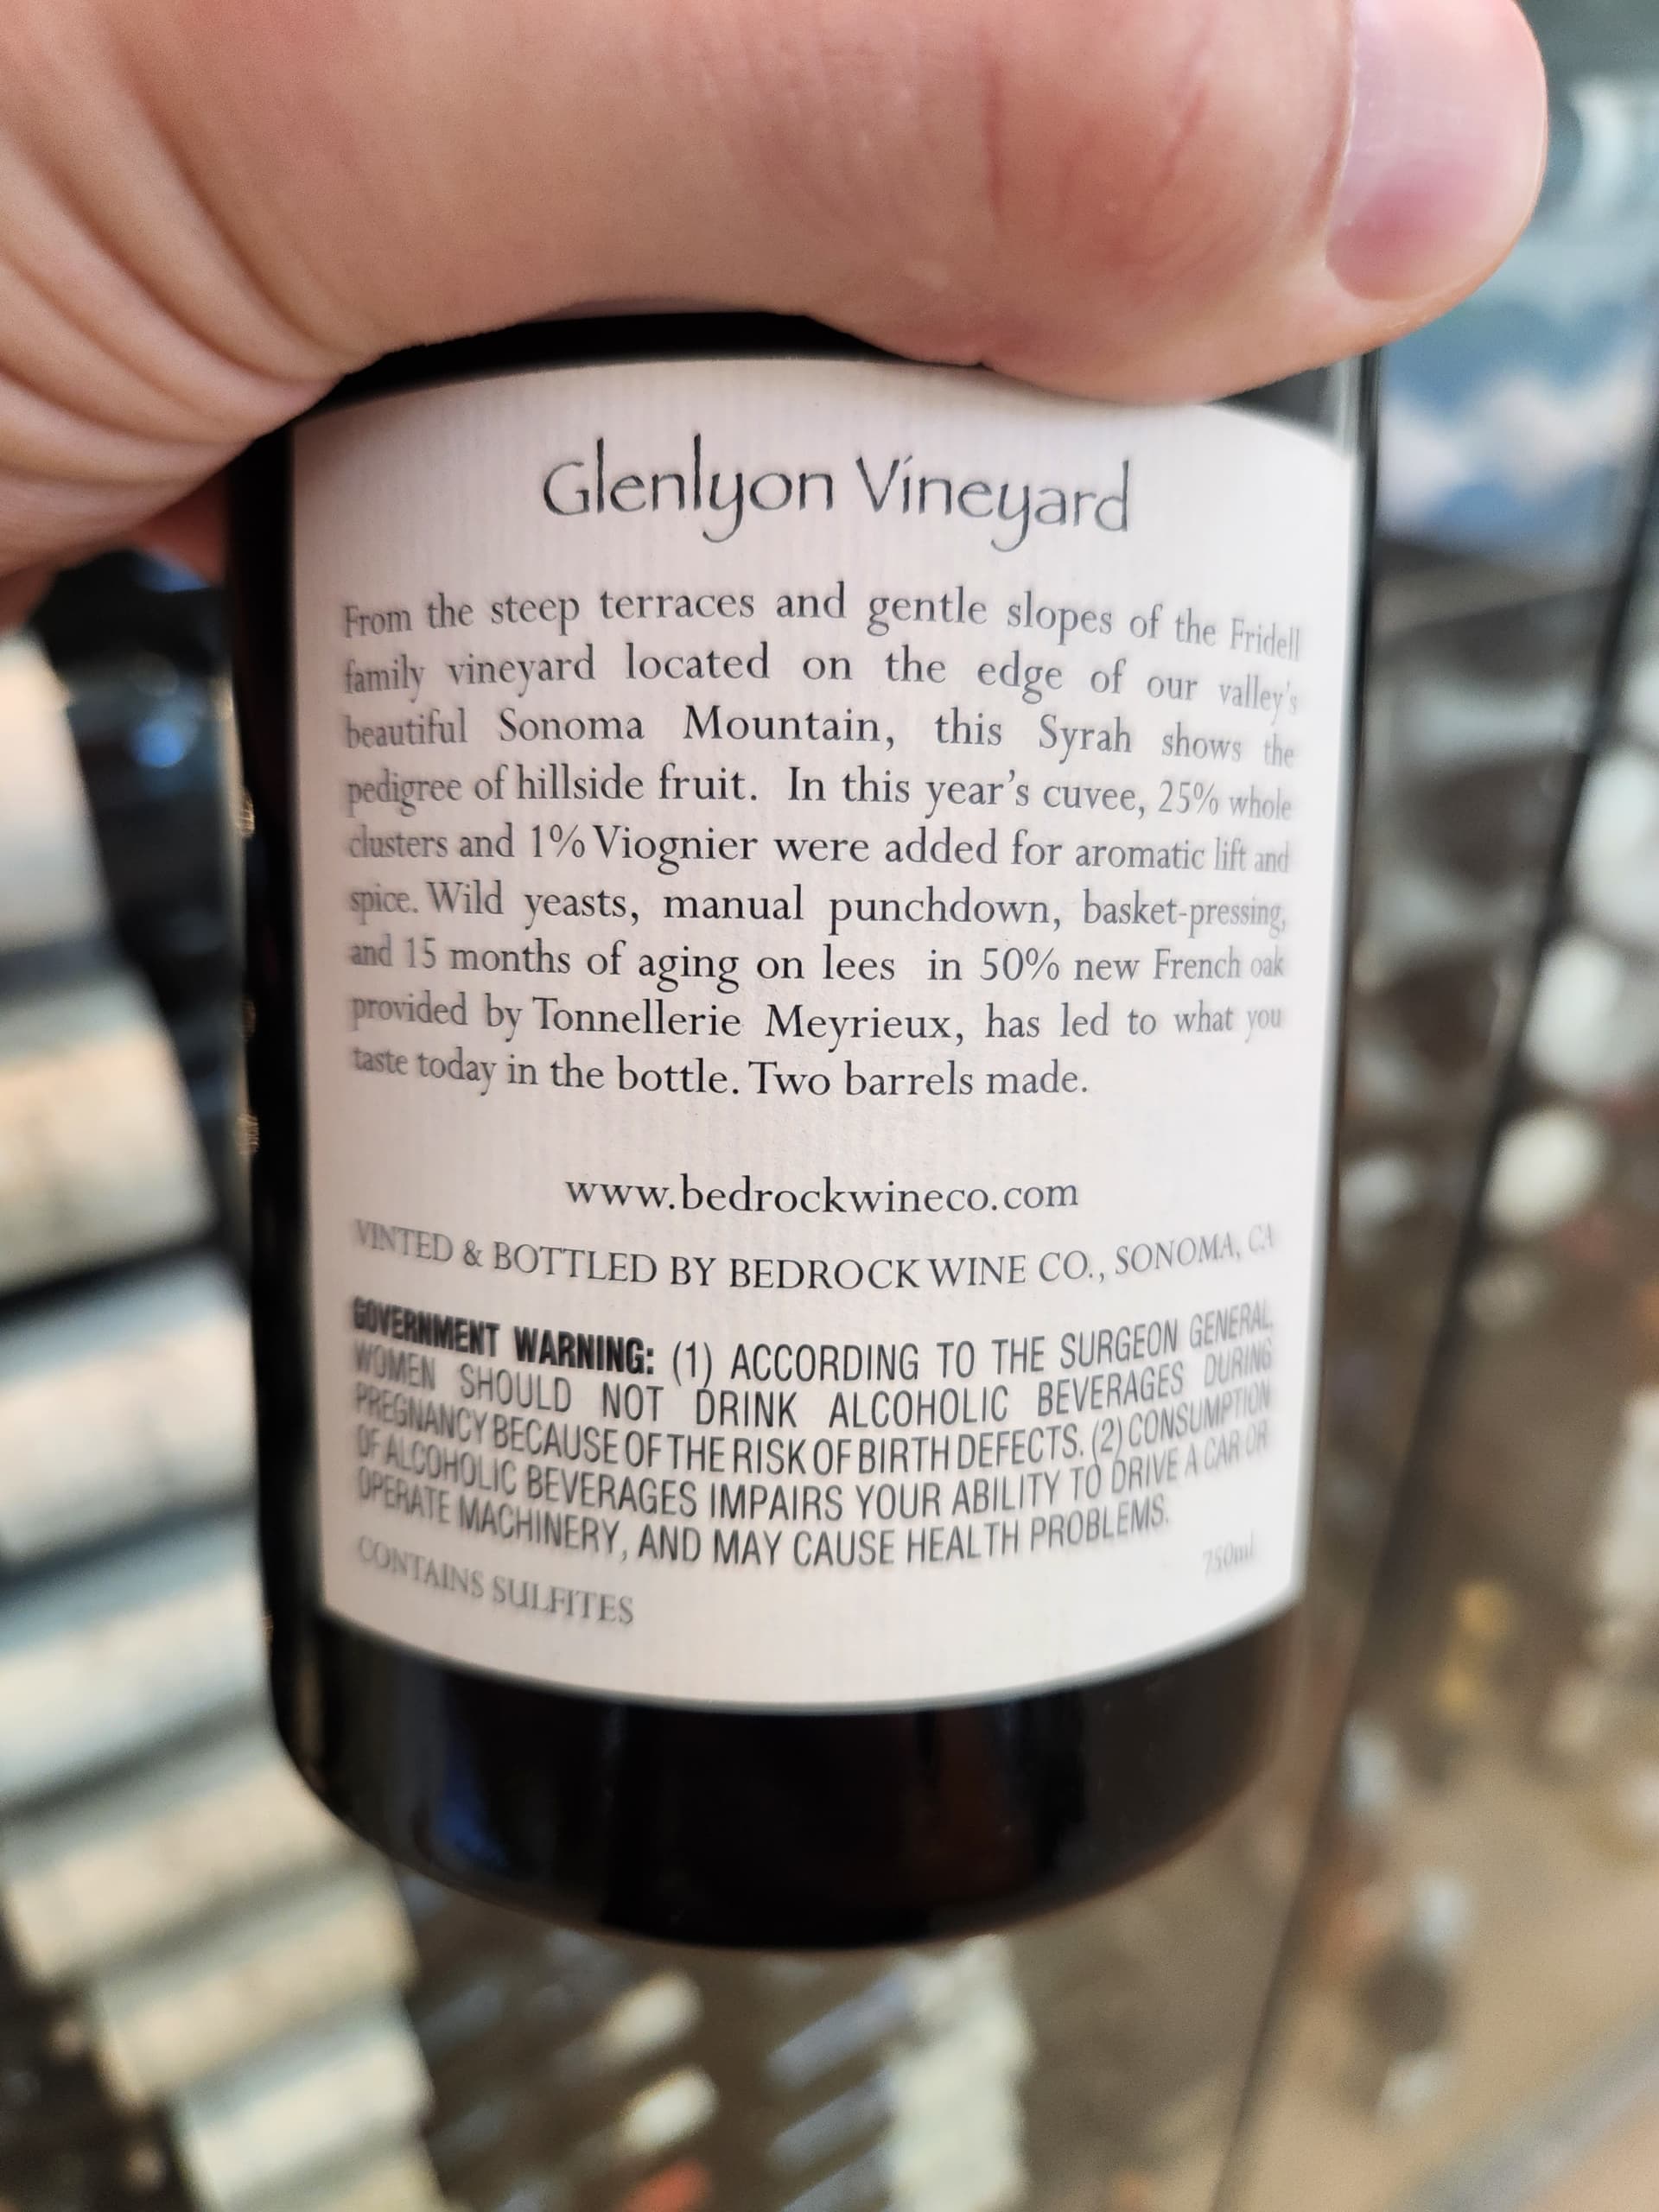 Glenlyon Vineyard
From the steep terraces and gentle slopes of the Fridell
family vineyard located on the edge of our valley's
beautiful Sonoma Mountain, this Syrah shows the
pedigree of hillside fruit. In this year's cuvee, 25% whole
clusters and 1% Viognier were added for aromatic lift and
spice. Wild yeasts, manual punchdown, basket-pressing,
and 15 months of aging on lees in 50% new French oak
provided by Tonnellerie Meyrieux, has led to what you
taste today in the bottle. Two barrels made.
www.bedrockwineco.com
VINTED & BOTTLED BY BEDROCK WINE CO., SONOMA, CA
GOVERNMENT WARNING: (1) ACCORDING TO THE SURGEON GENERAL,
WOMEN SHOULD NOT DRINK ALCOHOLIC BEVERAGES DURING
PREGNANCY BECAUSE OF THE RISK OF BIRTH DEFECTS. (2) CONSUMPTION
OF ALCOHOLIC BEVERAGES IMPAIRS YOUR ABILITY TO DRIVE A CAR OR
OPERATE MACHINERY, AND MAY CAUSE HEALTH PROBLEMS.
CONTAINS SULFITES 750ml